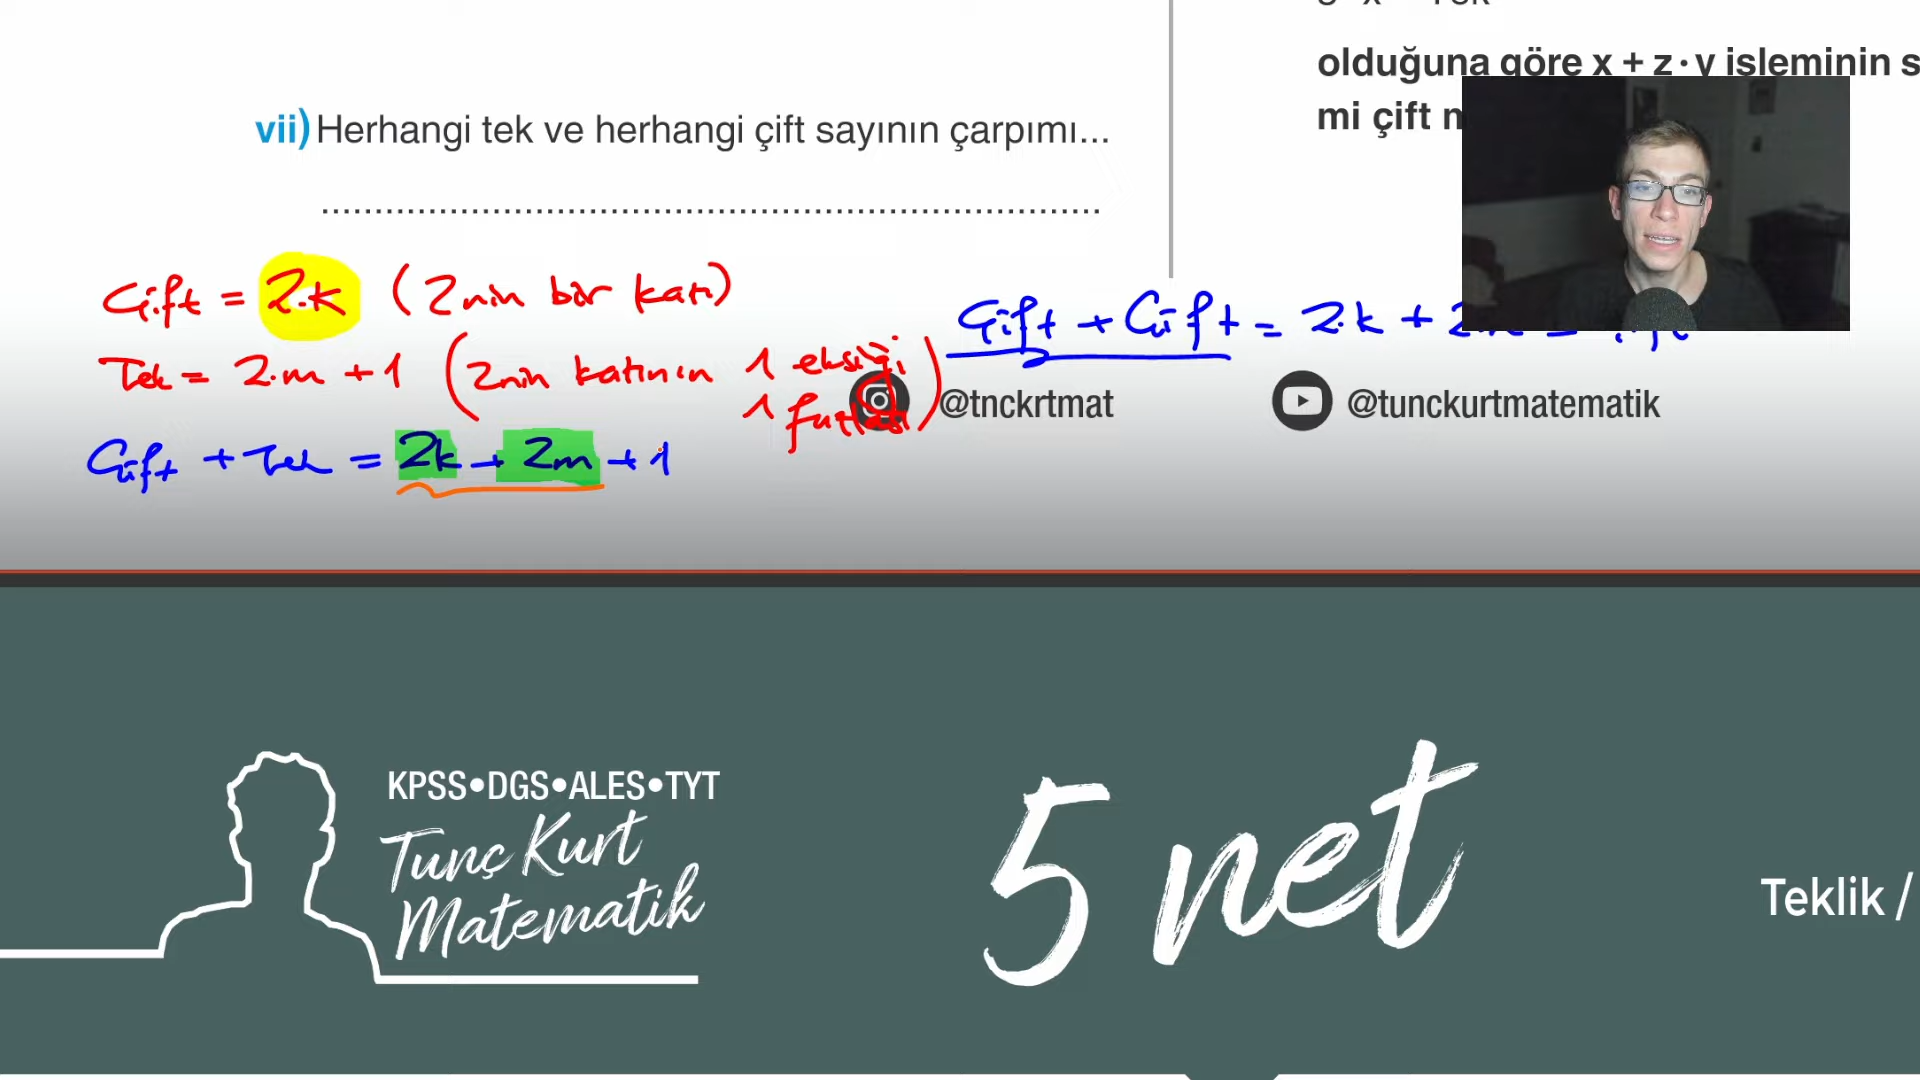 olduğuna göre x + z · y işleminin s
mi çift
vii) Herhangi tek ve herhangi çift sayının çarpımı...
Çift = 2.k (2nin bir katı)
Tek = 2.m +1 (2nin katının 1 eksiği
1 fazlası)
Çift + Tek = 2k + 2m + 1
Çift + Çift = 2.k +
@tnckrtmat
@tunckurtmatematik
KPSS•DGS•ALES•TYT
Tunç Kurt
Matematik
5 net
Teklik /